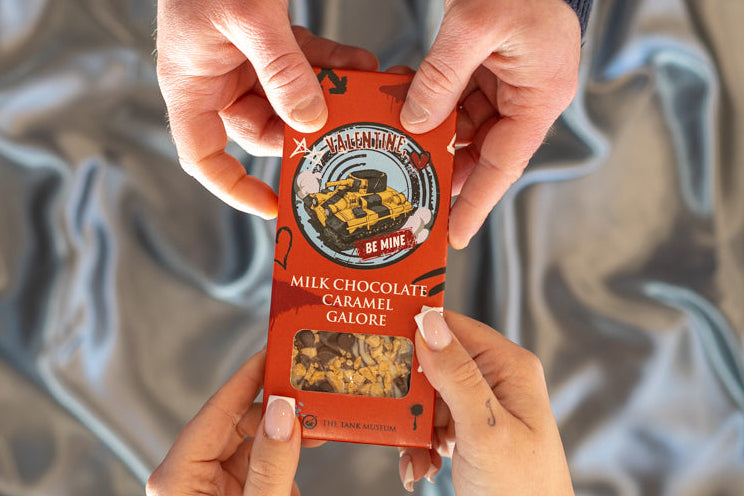 VALENTINE,
BE MINE
MILK CHOCOLATE
CARAMEL
GALORE
THE TANK MUSEUM